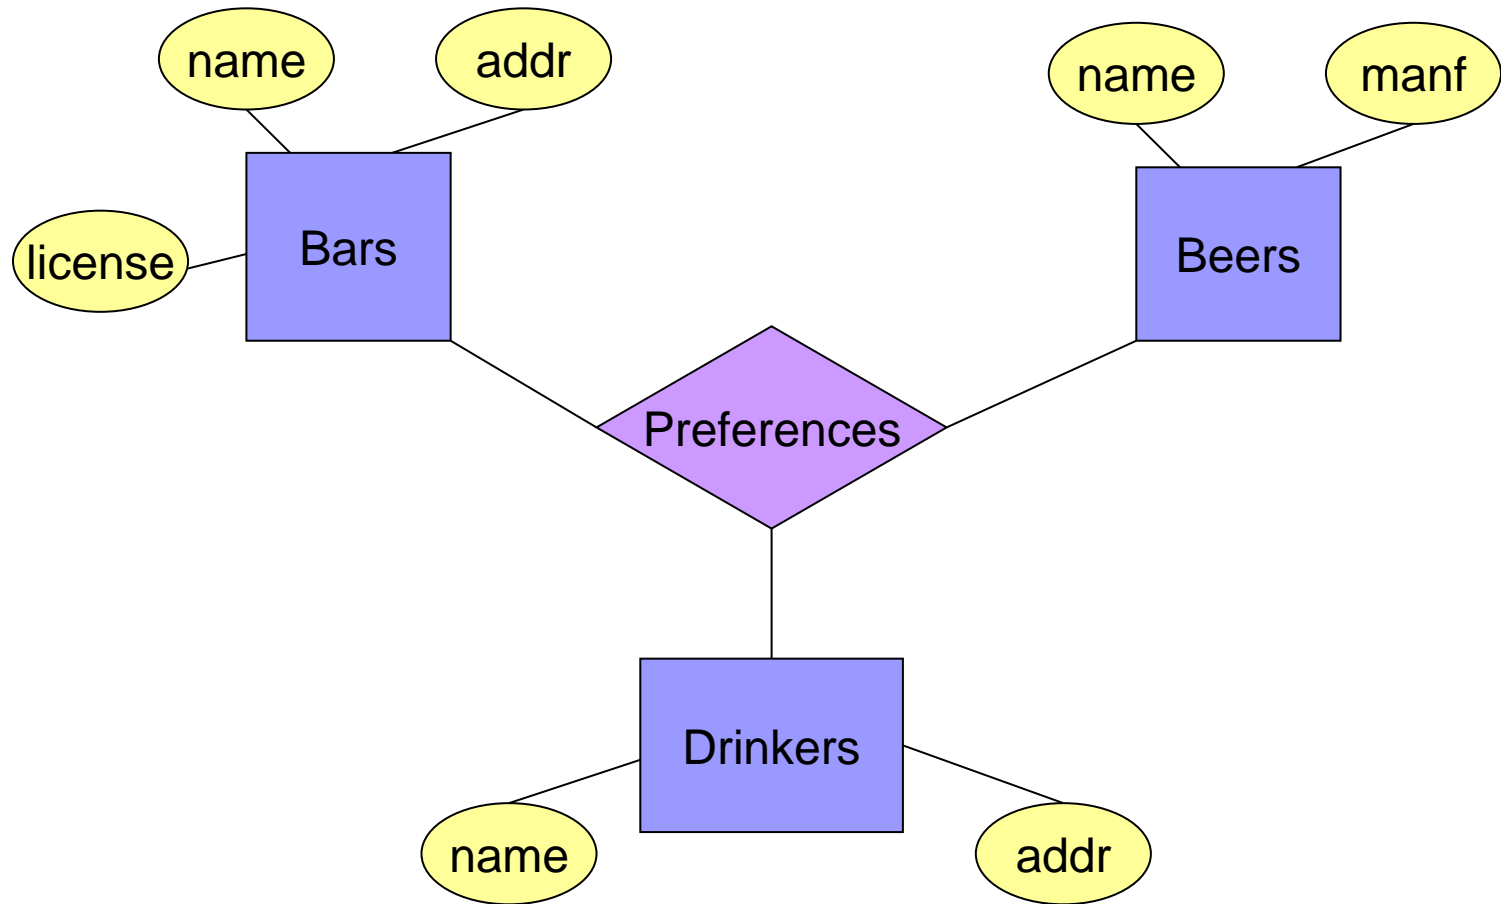 name
addr
name
manf
license
Bars
Beers
Preferences
Drinkers
name
addr